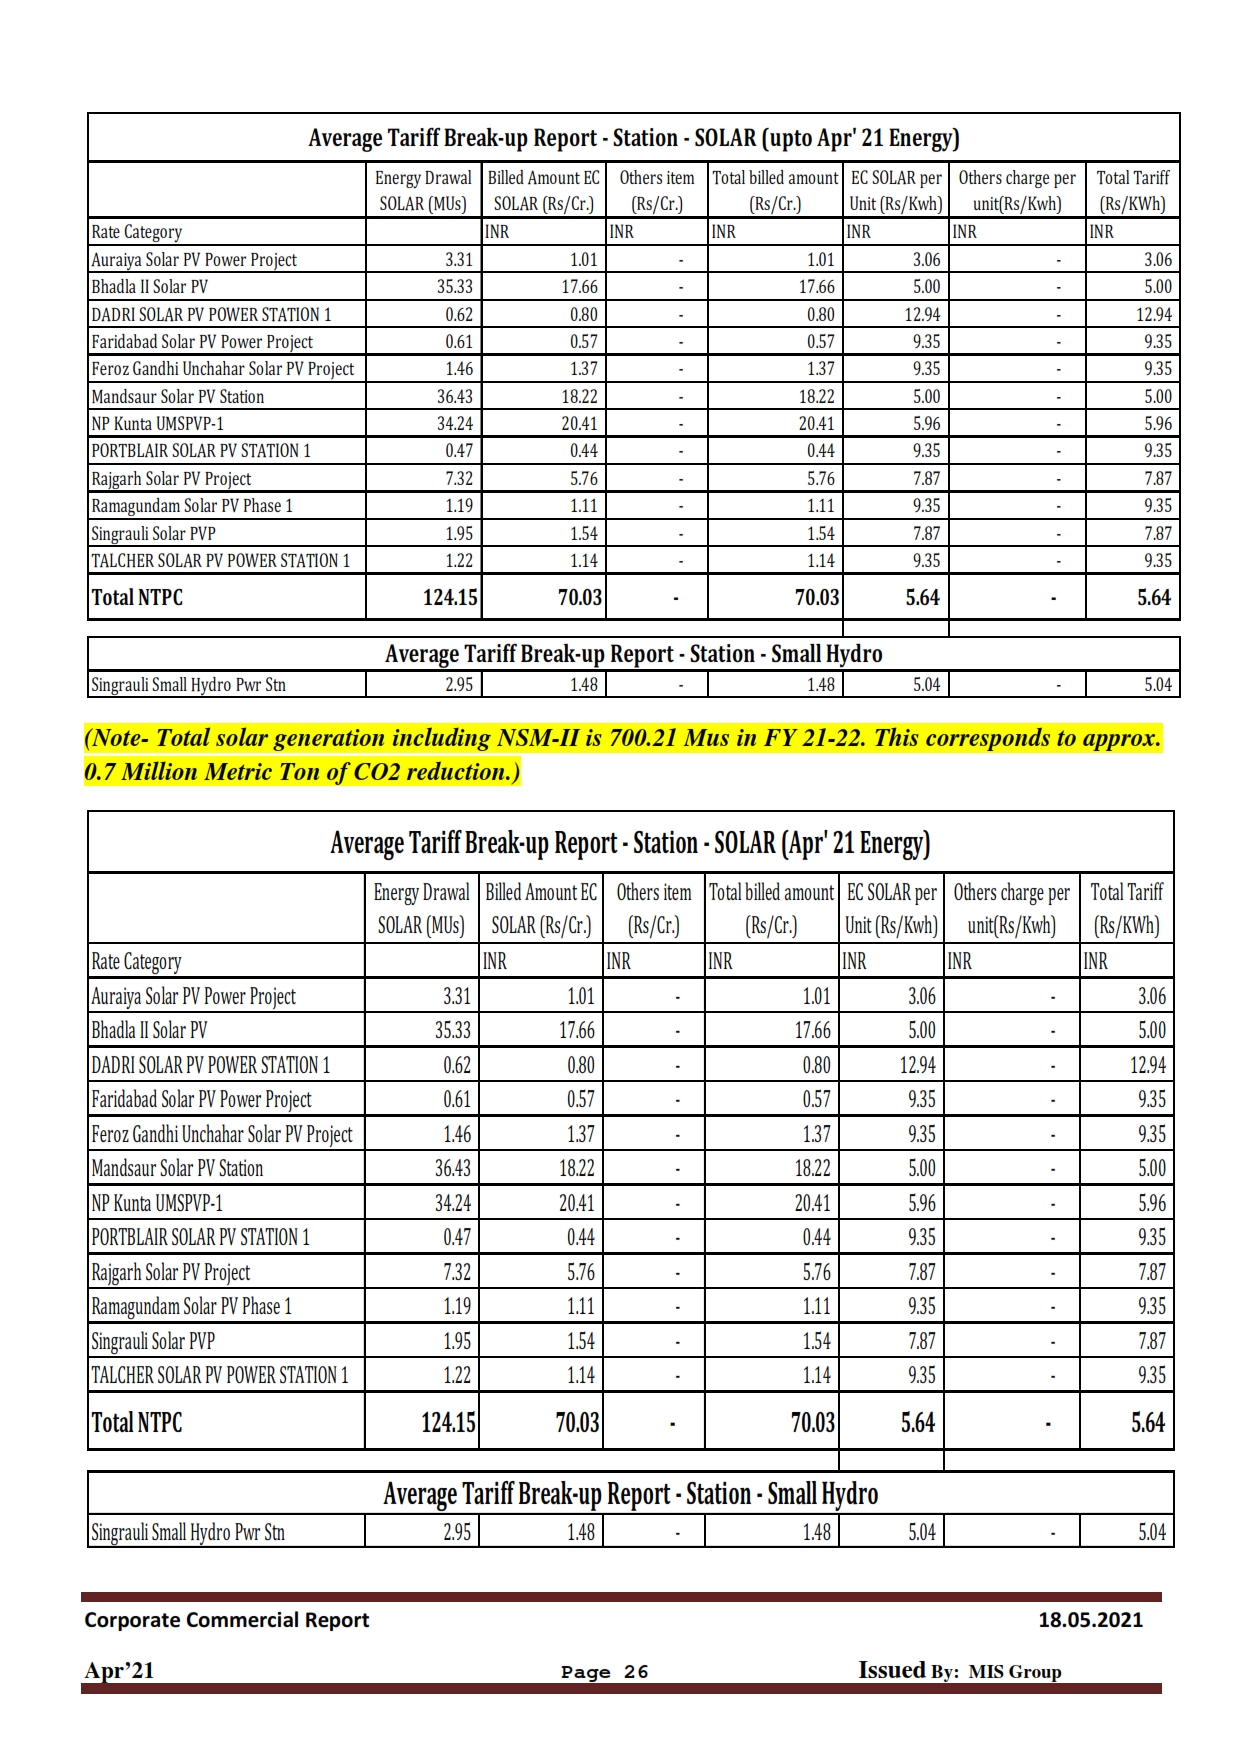 Average Tariff Break-up Report - Station - SOLAR (upto Apr' 21 Energy)
Energy Drawal SOLAR (MUs) Billed Amount EC SOLAR (Rs/Cr.) Others item (Rs/Cr.) Total billed amount (Rs/Cr.) EC SOLAR per Unit (Rs/Kwh) Others charge per unit(Rs/Kwh) Total Tariff (Rs/KWh)
Rate Category INR INR INR INR INR INR
Auraiya Solar PV Power Project 3.31 1.01 - 1.01 3.06 - 3.06
Bhadla II Solar PV 35.33 17.66 - 17.66 5.00 - 5.00
DADRI SOLAR PV POWER STATION 1 0.62 0.80 - 0.80 12.94 - 12.94
Faridabad Solar PV Power Project 0.61 0.57 - 0.57 9.35 - 9.35
Feroz Gandhi Unchahar Solar PV Project 1.46 1.37 - 1.37 9.35 - 9.35
Mandsaur Solar PV Station 36.43 18.22 - 18.22 5.00 - 5.00
NP Kunta UMSPVP-1 34.24 20.41 - 20.41 5.96 - 5.96
PORTBLAIR SOLAR PV STATION 1 0.47 0.44 - 0.44 9.35 - 9.35
Rajgarh Solar PV Project 7.32 5.76 - 5.76 7.87 - 7.87
Ramagundam Solar PV Phase 1 1.19 1.11 - 1.11 9.35 - 9.35
Singrauli Solar PVP 1.95 1.54 - 1.54 7.87 - 7.87
TALCHER SOLAR PV POWER STATION 1 1.22 1.14 - 1.14 9.35 - 9.35
Total NTPC 124.15 70.03 - 70.03 5.64 - 5.64
Average Tariff Break-up Report - Station - Small Hydro
Singrauli Small Hydro Pwr Stn 2.95 1.48 - 1.48 5.04 - 5.04
(Note- Total solar generation including NSM-II is 700.21 Mus in FY 21-22. This corresponds to approx.
0.7 Million Metric Ton of CO2 reduction.)
Average Tariff Break-up Report - Station - SOLAR (Apr' 21 Energy)
Energy Drawal SOLAR (MUs) Billed Amount EC SOLAR (Rs/Cr.) Others item (Rs/Cr.) Total billed amount (Rs/Cr.) EC SOLAR per Unit (Rs/Kwh) Others charge per unit(Rs/Kwh) Total Tariff (Rs/KWh)
Rate Category INR INR INR INR INR INR
Auraiya Solar PV Power Project 3.31 1.01 - 1.01 3.06 - 3.06
Bhadla II Solar PV 35.33 17.66 - 17.66 5.00 - 5.00
DADRI SOLAR PV POWER STATION 1 0.62 0.80 - 0.80 12.94 - 12.94
Faridabad Solar PV Power Project 0.61 0.57 - 0.57 9.35 - 9.35
Feroz Gandhi Unchahar Solar PV Project 1.46 1.37 - 1.37 9.35 - 9.35
Mandsaur Solar PV Station 36.43 18.22 - 18.22 5.00 - 5.00
NP Kunta UMSPVP-1 34.24 20.41 - 20.41 5.96 - 5.96
PORTBLAIR SOLAR PV STATION 1 0.47 0.44 - 0.44 9.35 - 9.35
Rajgarh Solar PV Project 7.32 5.76 - 5.76 7.87 - 7.87
Ramagundam Solar PV Phase 1 1.19 1.11 - 1.11 9.35 - 9.35
Singrauli Solar PVP 1.95 1.54 - 1.54 7.87 - 7.87
TALCHER SOLAR PV POWER STATION 1 1.22 1.14 - 1.14 9.35 - 9.35
Total NTPC 124.15 70.03 - 70.03 5.64 - 5.64
Average Tariff Break-up Report - Station - Small Hydro
Singrauli Small Hydro Pwr Stn 2.95 1.48 - 1.48 5.04 - 5.04
Corporate Commercial Report 18.05.2021
Apr’21 Page 26 Issued By: MIS Group